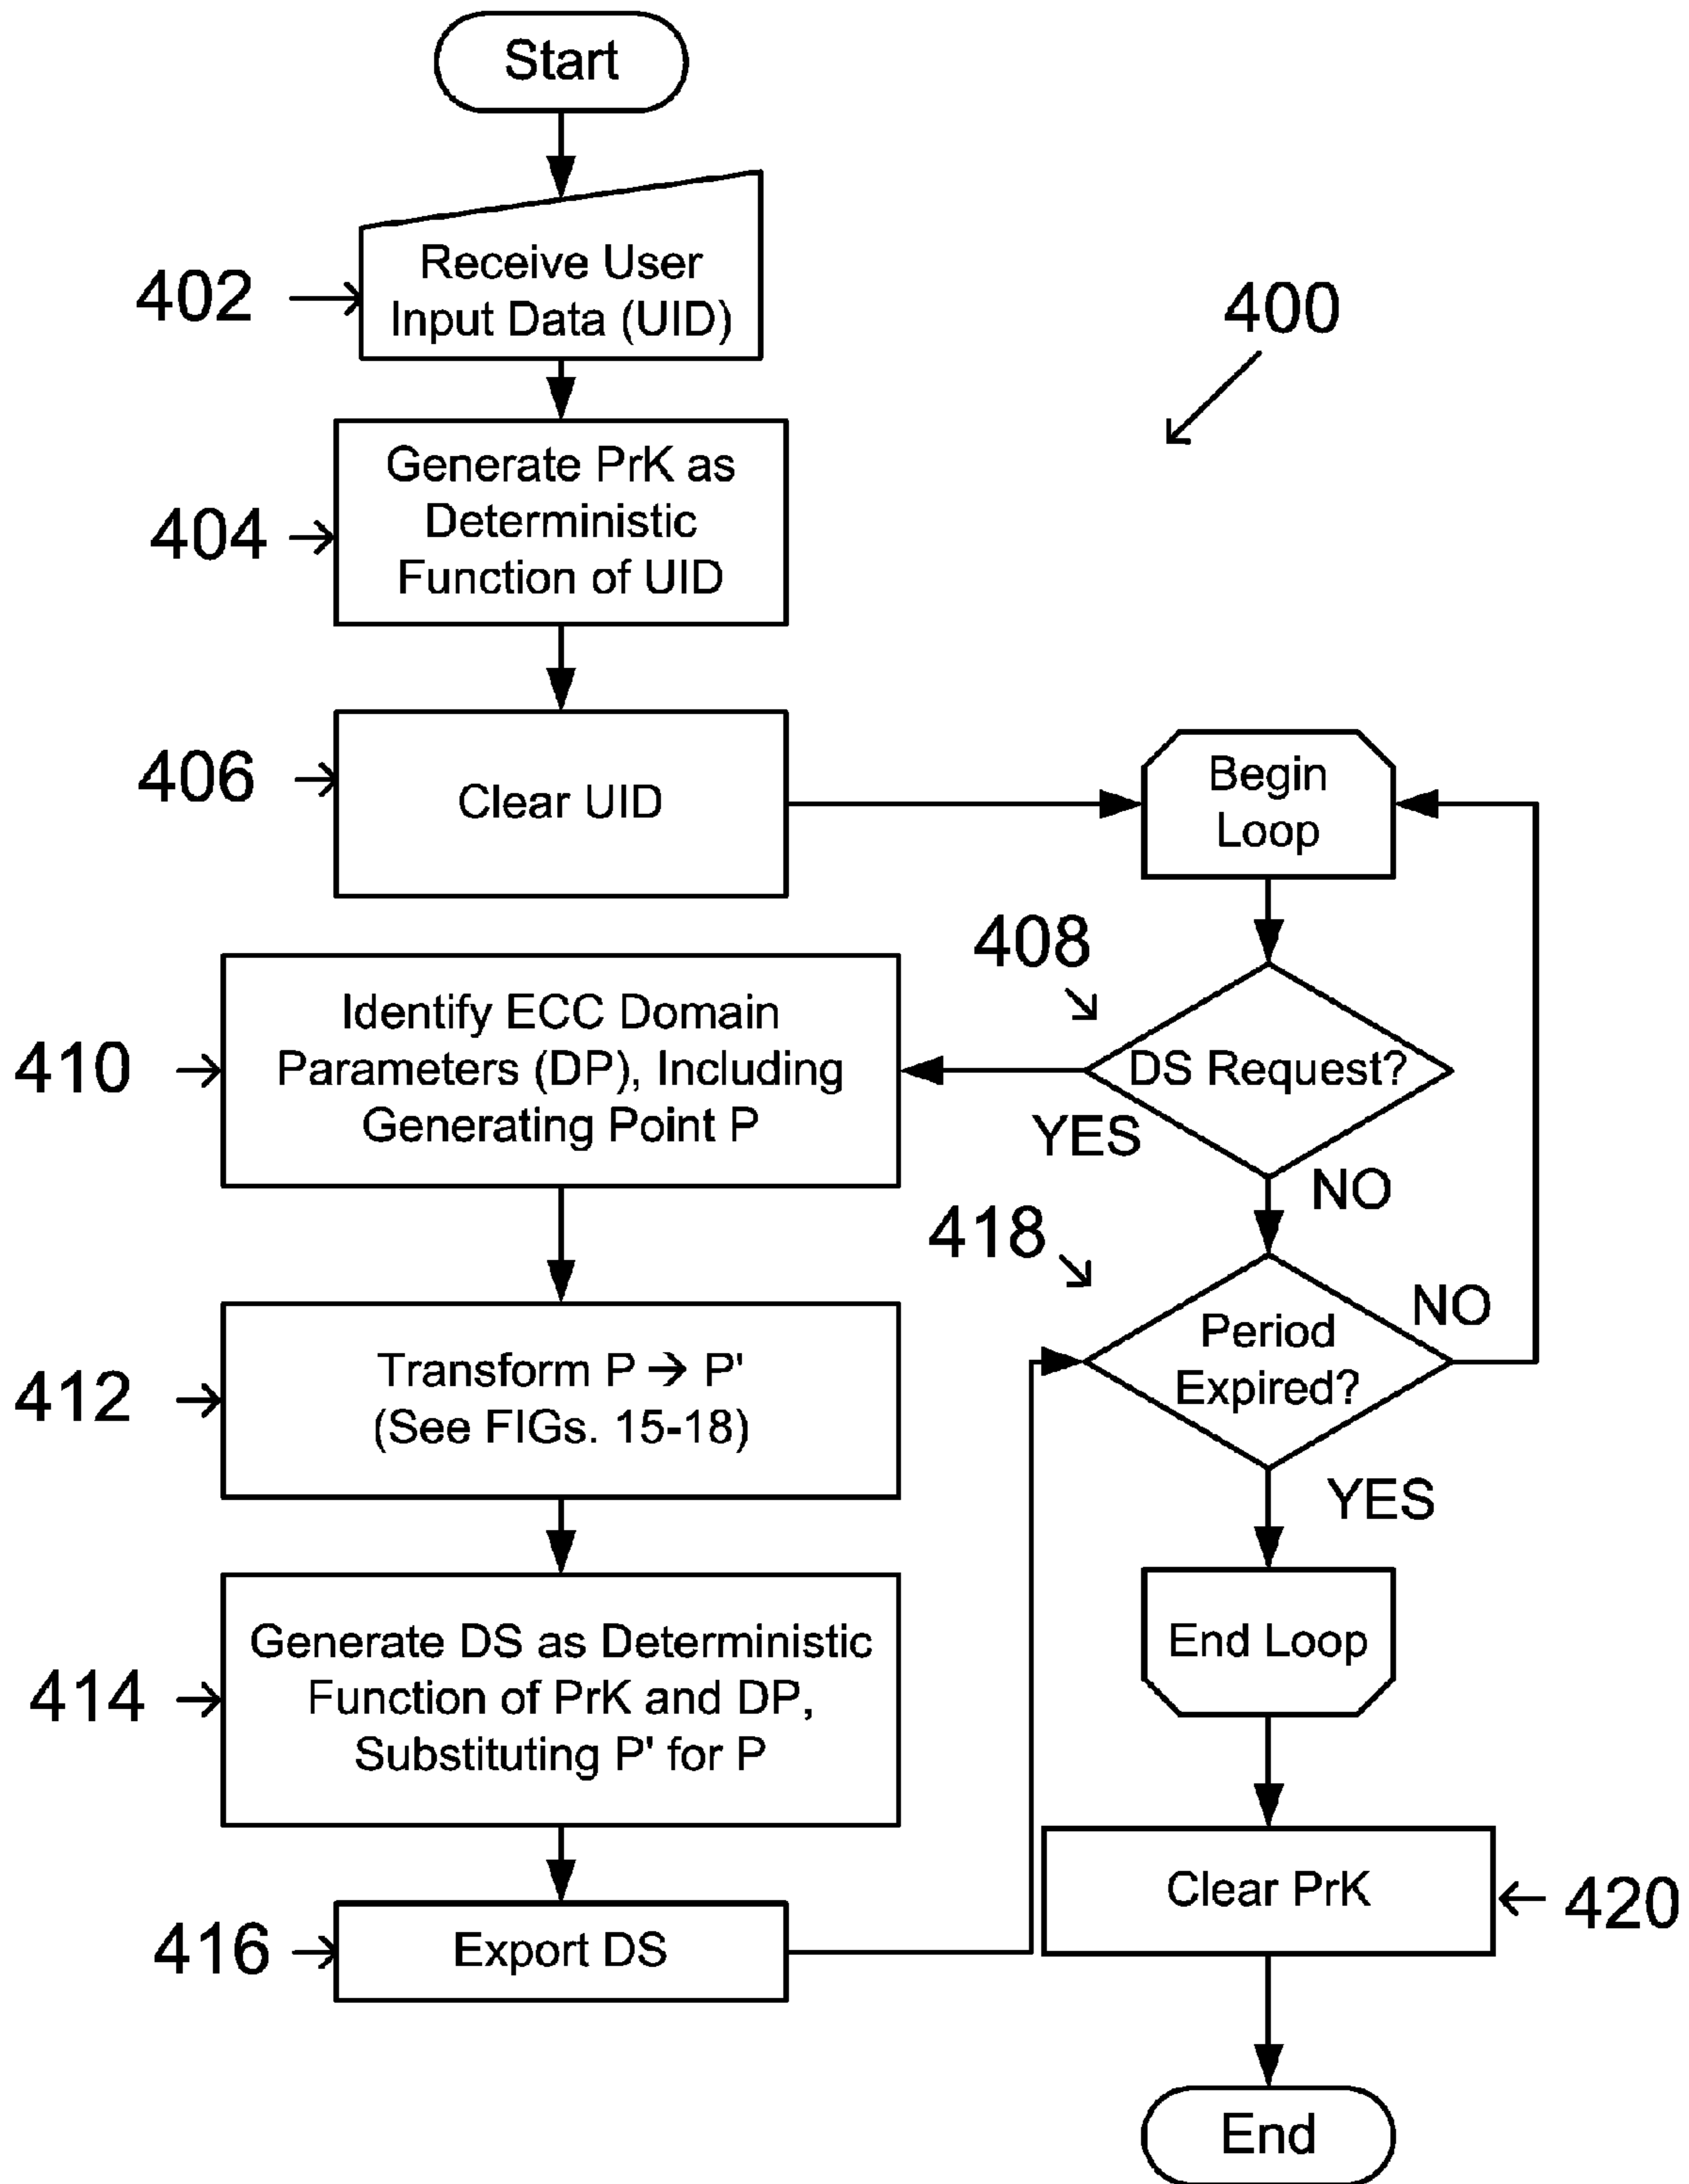 Start
402
Receive User
Input Data (UID)
400
404
Generate PrK as
Deterministic
Function of UID
406
Clear UID
Begin
Loop
408
DS Request?
YES
NO
410
Identify ECC Domain
Parameters (DP), Including
Generating Point P
412
Transform P → P'
(See FIGs. 15-18)
414
Generate DS as Deterministic
Function of PrK and DP,
Substituting P' for P
416
Export DS
418
Period
Expired?
NO
YES
End Loop
Clear PrK
420
End